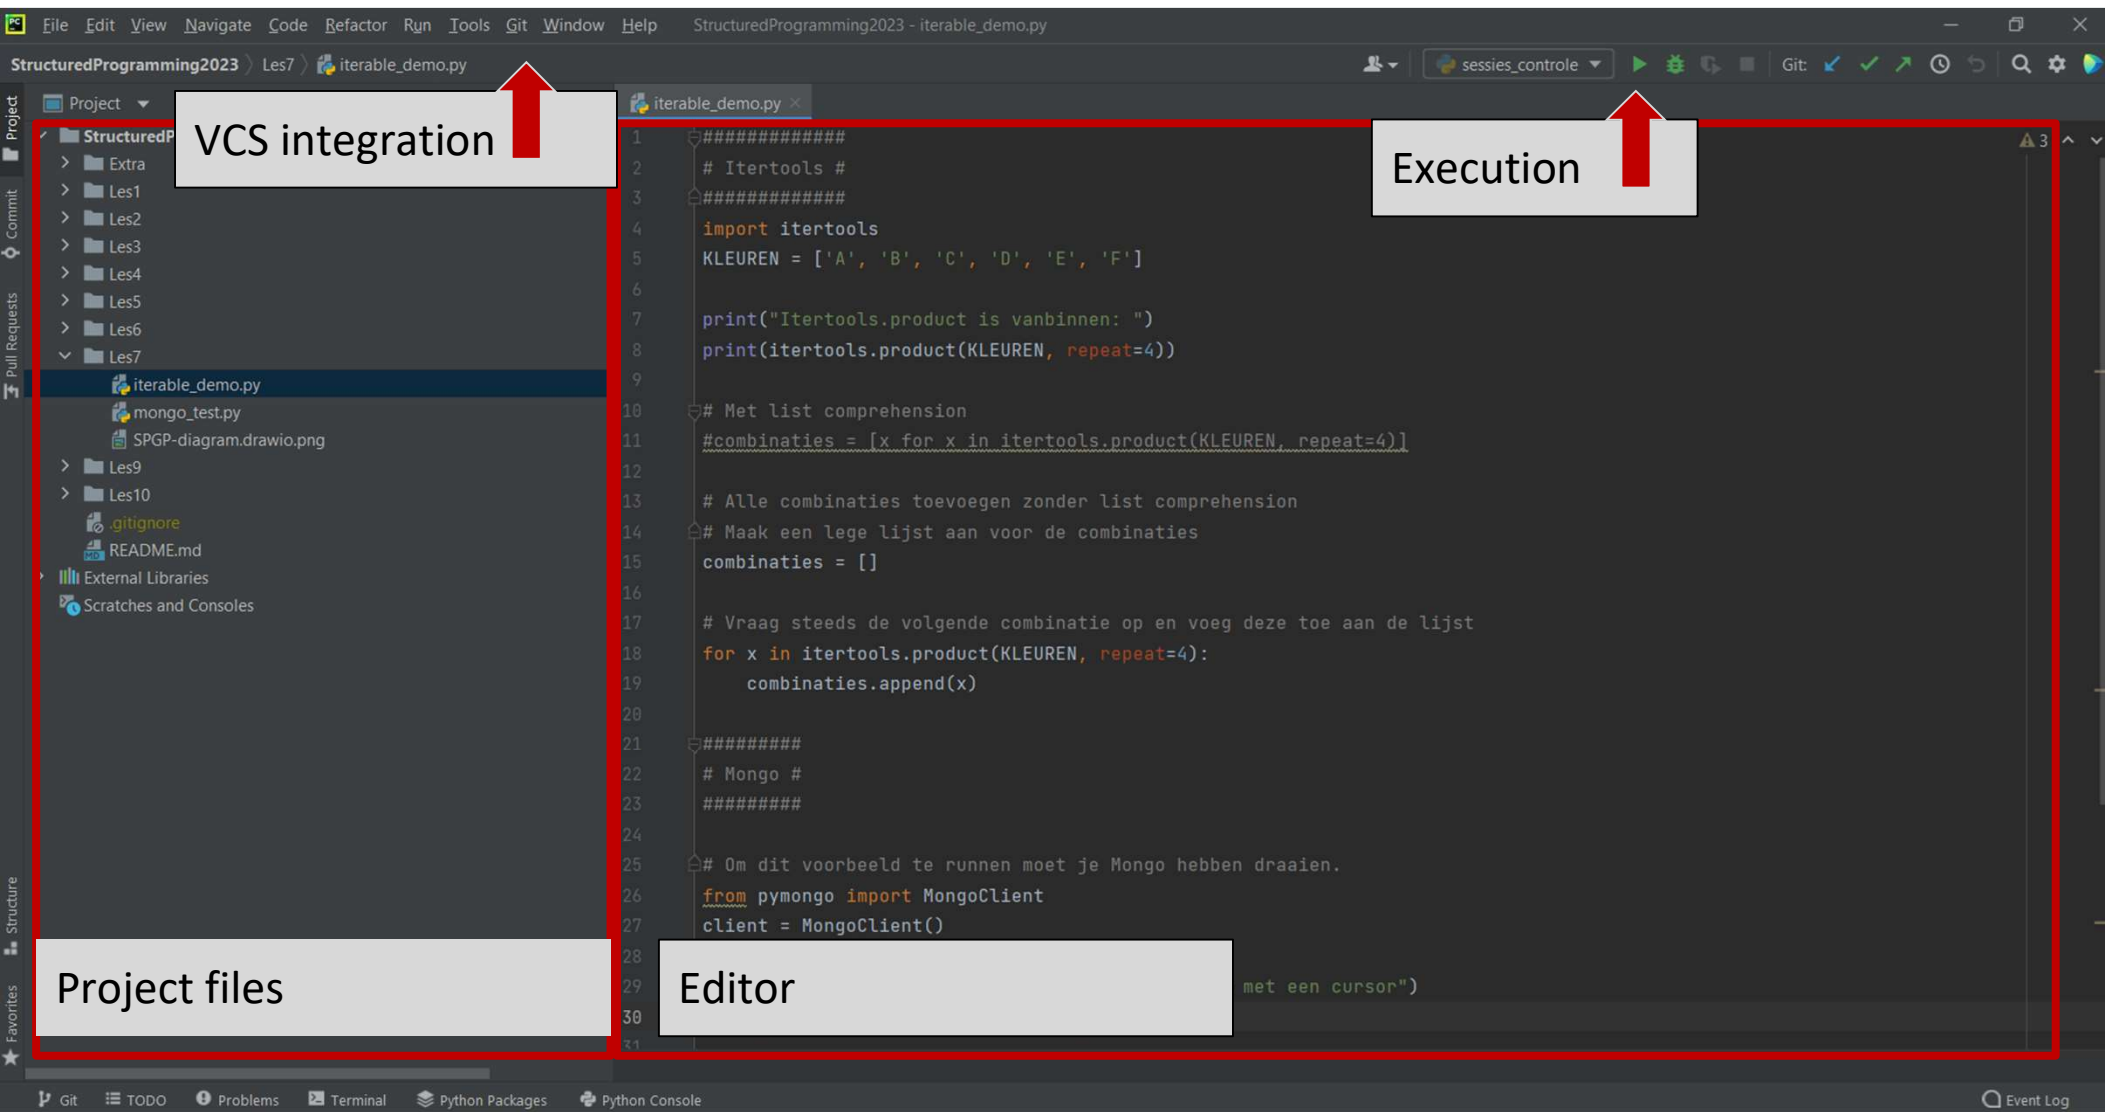 PC File Edit View Navigate Code Refactor Run Tools Git Window Help StructuredProgramming2023 - iterable_demo.py
StructuredProgramming2023 Les7 iterable_demo.py sessies_controle Git:
Project
iterable_demo.py
VCS integration
Execution
Project files
Editor
Project
Commit
Pull Requests
Structure
Favorites
StructuredP
Extra
Les1
Les2
Les3
Les4
Les5
Les6
Les7
iterable_demo.py
mongo_test.py
SPGP-diagram.drawio.png
Les9
Les10
.gitignore
README.md
External Libraries
Scratches and Consoles
3
1 #############
2 # Itertools #
3 #############
4 import itertools
5 KLEUREN = ['A', 'B', 'C', 'D', 'E', 'F']
6
7 print("Itertools.product is vanbinnen: ")
8 print(itertools.product(KLEUREN, repeat=4))
9
10 # Met list comprehension
11 #combinaties = [x for x in itertools.product(KLEUREN, repeat=4)]
12
13 # Alle combinaties toevoegen zonder list comprehension
14 # Maak een lege lijst aan voor de combinaties
15 combinaties = []
16
17 # Vraag steeds de volgende combinatie op en voeg deze toe aan de lijst
18 for x in itertools.product(KLEUREN, repeat=4):
19 combinaties.append(x)
20
21 #########
22 # Mongo #
23 #########
24
25 # Om dit voorbeeld te runnen moet je Mongo hebben draaien.
26 from pymongo import MongoClient
27 client = MongoClient()
28
29 met een cursor")
30
31
Git TODO Problems Terminal Python Packages Python Console Event Log